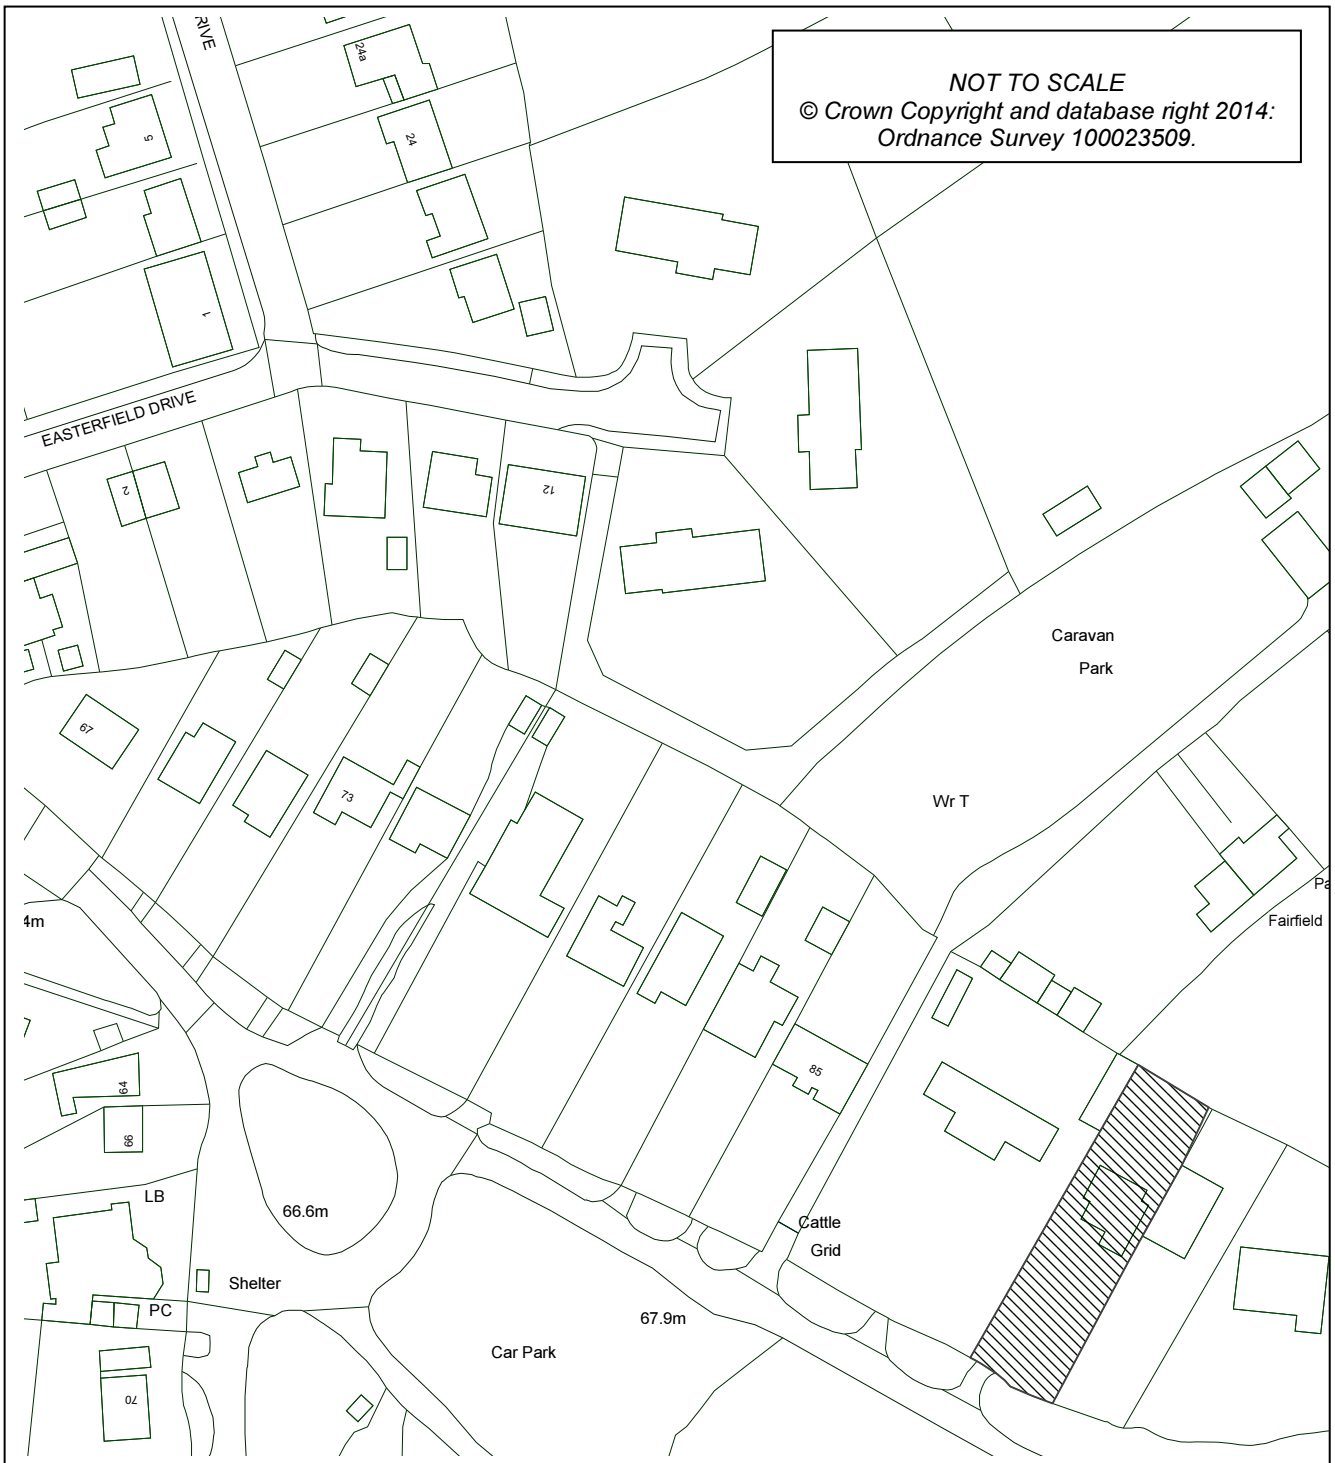 RIVE
24a
NOT TO SCALE
© Crown Copyright and database right 2014:
Ordnance Survey 100023509.
5
24
1
EASTERFIELD DRIVE
2
12
Caravan
Park
67
73
Wr T
Pa
Fairfield
4m
85
64
66
LB
66.6m
Cattle
Grid
Shelter
PC
67.9m
Car Park
70